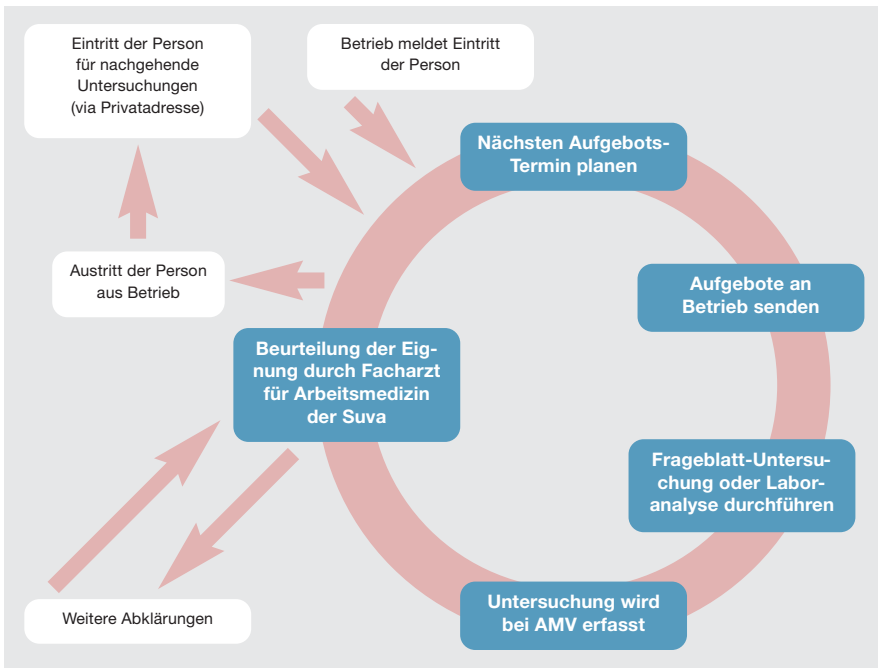 Eintritt der Person
für nachgehende
Untersuchungen
(via Privatadresse)
Betrieb meldet Eintritt
der Person
Nächsten Aufgebots-
Termin planen
Aufgebote an
Betrieb senden
Austritt der Person
aus Betrieb
Beurteilung der Eig-
nung durch Facharzt
für Arbeitsmedizin
der Suva
Frageblatt-Untersu-
chung oder Labor-
analyse durchführen
Weitere Abklärungen
Untersuchung wird
bei AMV erfasst